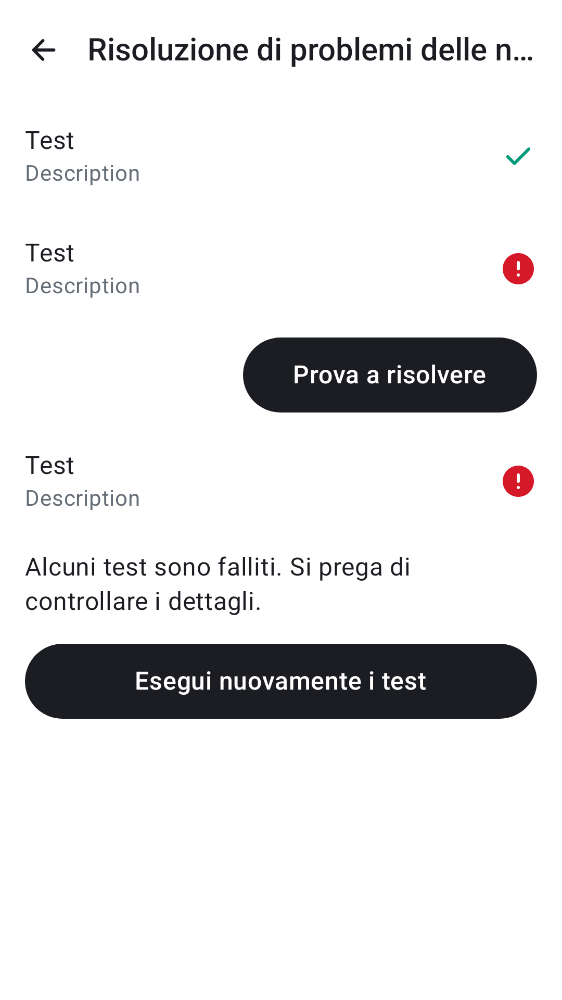 Risoluzione di problemi delle n...
Test
Description
Test
Description
Prova a risolvere
Test
Description
Alcuni test sono falliti. Si prega di
controllare i dettagli.
Esegui nuovamente i test